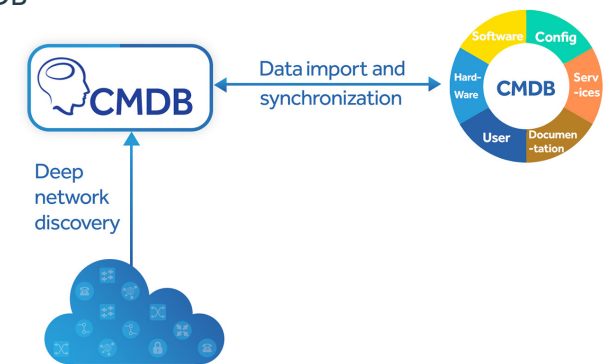 CMDB
Data import and
synchronization
Deep
network
discovery
Software
Config
Hard-
Ware
CMDB
Serv
-ices
User
Documen
-tation